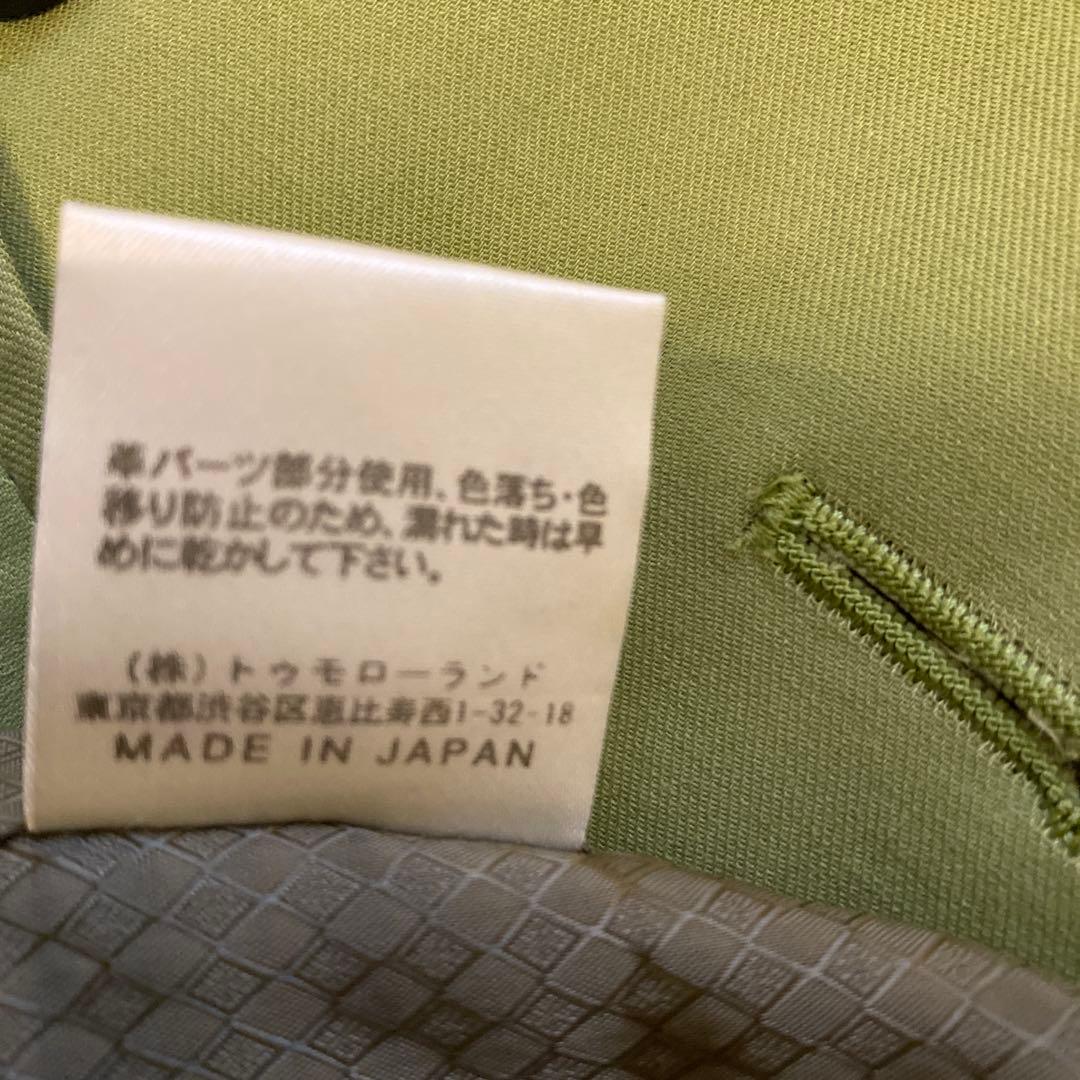 革パーツ部分使用、色落ち・色
移り防止のため、濡れた時は早
めに乾かして下さい。
(株)トゥモローランド
東京都渋谷区恵比寿西1-32-18
MADE IN JAPAN